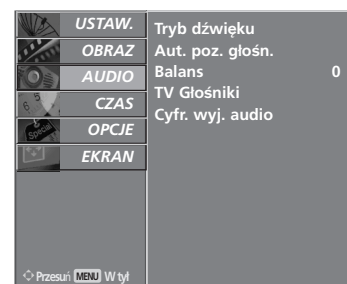 USTAW.
OBRAZ
AUDIO
CZAS
OPCJE
EKRAN
Tryb dźwięku
Aut. poz. głośn.
Balans 0
TV Głośniki
Cyfr. wyj. audio
Przesuń MENU W tył